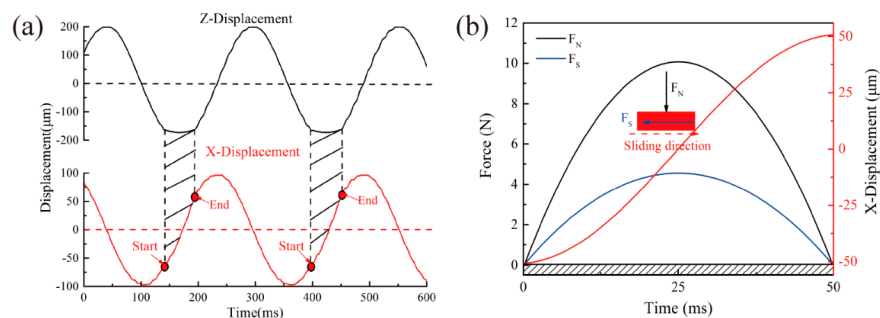 (a)
Z-Displacement
200
100
0
-100
-200
X-Displacement
100
50
0
-50
-100
Start
End
Start
End
0 100 200 300 400 500 600
Time(ms)
Displacement(μm)
(b)
12
10
8
6
4
2
0
Force (N)
F_N
F_S
F_N
F_S
Sliding direction
50
25
0
-25
-50
X-Displacement (μm)
0 25 50
Time (ms)